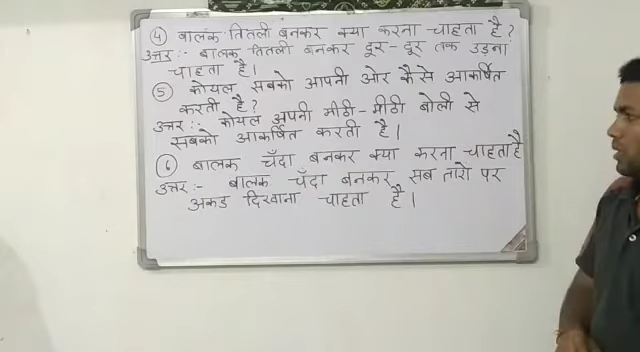 ④ बालक तितली बनकर क्या करना चाहता है?
उत्तर:- बालक तितली बनकर दूर-दूर तक उड़ना
चाहता है।
⑤ कोयल सबको आपनी ओर कैसे आकर्षित
करती है?
उत्तर:- कोयल अपनी मीठी-मीठी बोली से
सबको आकर्षित करती है।
⑥ बालक चँदा बनकर क्या करना चाहता है
उत्तर:- बालक चँदा बनकर सब तारो पर
अकड दिखाना चाहता है।